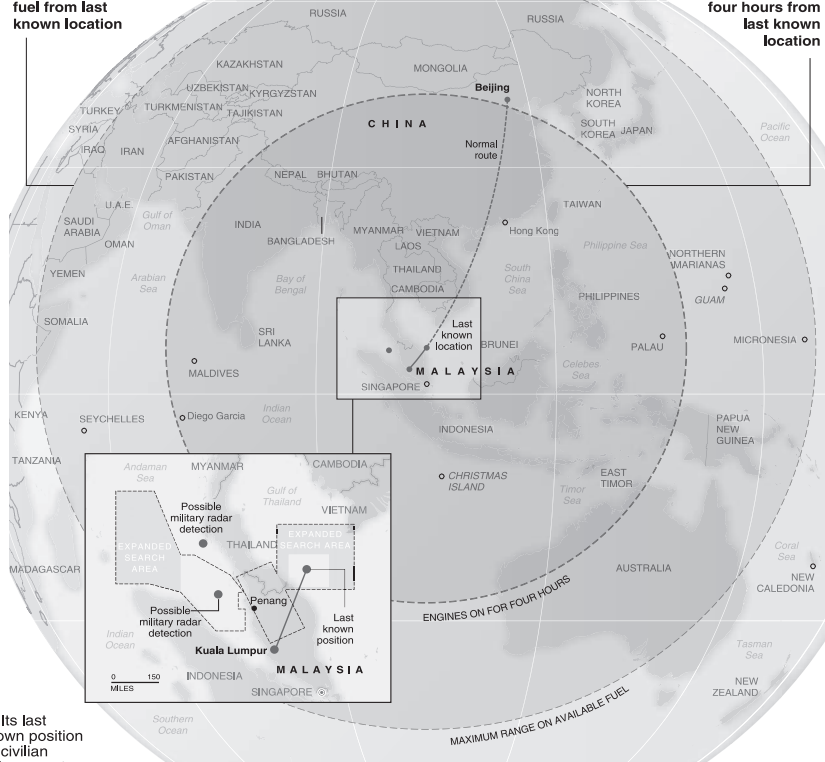 fuel from last
known location
four hours from
last known
location
RUSSIA
RUSSIA
KAZAKHSTAN
MONGOLIA
Beijing
UZBEKISTAN
KYRGYZSTAN
NORTH
KOREA
TURKEY
TURKMENISTAN
TAJIKISTAN
CHINA
SOUTH
KOREA
JAPAN
Pacific
Ocean
SYRIA
IRAQ
IRAN
AFGHANISTAN
Normal
route
PAKISTAN
NEPAL
BHUTAN
U.A.E.
TAIWAN
SAUDI
ARABIA
Gulf of
Oman
INDIA
MYANMAR
VIETNAM
Hong Kong
OMAN
BANGLADESH
LAOS
Philippine Sea
NORTHERN
MARIANAS
YEMEN
Arabian
Sea
Bay of
Bengal
THAILAND
South
China
Sea
CAMBODIA
PHILIPPINES
GUAM
SOMALIA
SRI
LANKA
Last
known
location
BRUNEI
PALAU
MICRONESIA
MALDIVES
MALAYSIA
Celebes
Sea
SINGAPORE
KENYA
SEYCHELLES
Diego Garcia
Indian
Ocean
INDONESIA
PAPUA
NEW
GUINEA
TANZANIA
CHRISTMAS
ISLAND
EAST
TIMOR
Timor
Sea
Andaman
Sea
MYANMAR
CAMBODIA
Gulf of
Thailand
VIETNAM
Possible
military radar
detection
EXPANDED
SEARCH AREA
THAILAND
EXPANDED
SEARCH
AREA
MADAGASCAR
AUSTRALIA
Coral
Sea
NEW
CALEDONIA
Penang
Possible
military radar
detection
Last
known
position
Indian
Ocean
Kuala Lumpur
MALAYSIA
INDONESIA
0 150
MILES
SINGAPORE
ENGINES ON FOR FOUR HOURS
Tasman
Sea
NEW
ZEALAND
Southern
Ocean
MAXIMUM RANGE ON AVAILABLE FUEL
Its last
own position
civilian